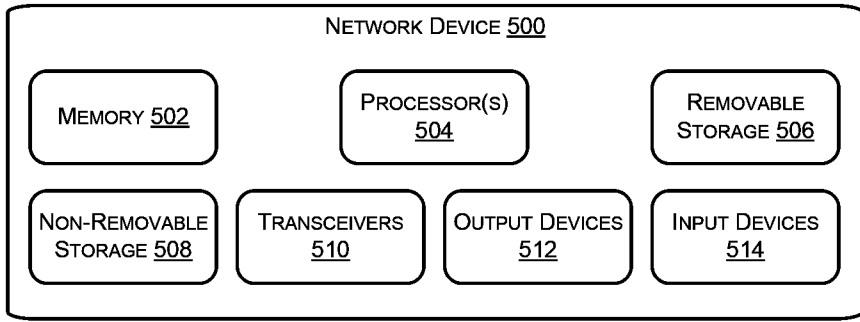 NETWORK DEVICE 500
MEMORY 502
PROCESSOR(S)
504
REMOVABLE
STORAGE 506
NON-REMOVABLE
STORAGE 508
TRANSCEIVERS
510
OUTPUT DEVICES
512
INPUT DEVICES
514